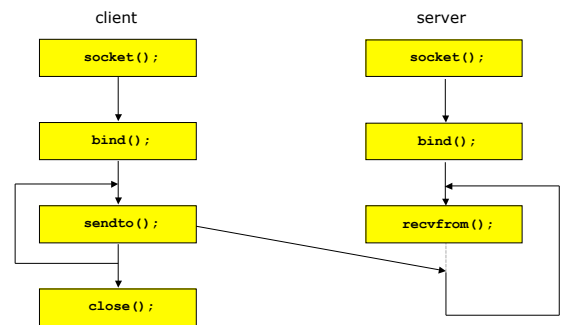 client
server
socket();
socket();
bind();
bind();
sendto();
recvfrom();
close();